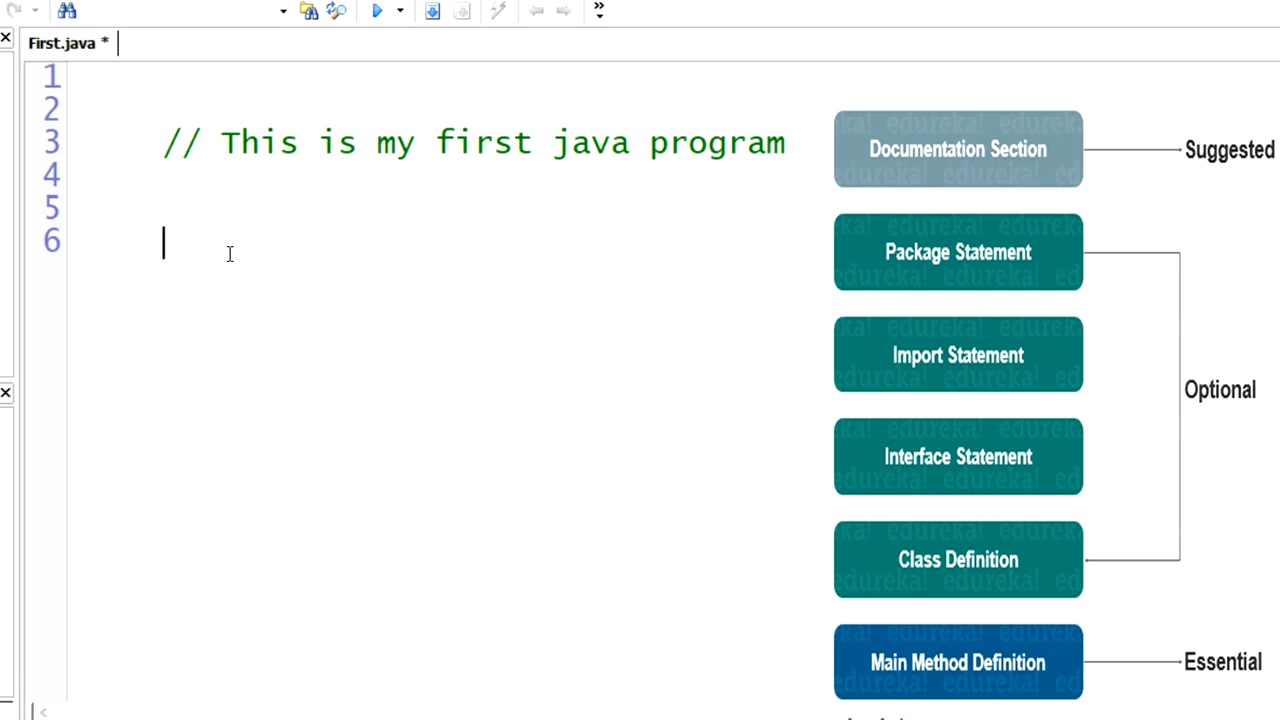 First.java *
1
2
3 // This is my first java program
4
5
6
Documentation Section
Suggested
Package Statement
Import Statement
Optional
Interface Statement
Class Definition
Main Method Definition
Essential
edureka!